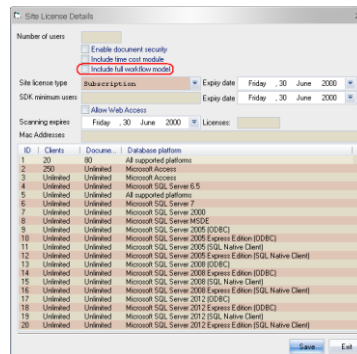 Site License Details
Number of users
Enable document security
Include time cost module
Include full workflow model
Site license type Subscription Expiry date Friday , 30 June 2000
SDK minimum users Expiry date Friday , 30 June 2000
Allow Web Access
Scanning expires Friday , 30 June 2000 Licenses:
Mac Addresses
ID Clients Docume... Database platform
1 20 80 All supported platforms
2 250 Unlimited Microsoft Access
3 Unlimited Unlimited Microsoft Access
4 Unlimited Unlimited Microsoft SQL Server 6.5
5 Unlimited Unlimited All supported platforms
6 Unlimited Unlimited Microsoft SQL Server 7
7 Unlimited Unlimited Microsoft SQL Server 2000
8 Unlimited Unlimited Microsoft SQL Server MSDE
9 Unlimited Unlimited Microsoft SQL Server 2005 (ODBC)
10 Unlimited Unlimited Microsoft SQL Server 2005 Express Edition (ODBC)
11 Unlimited Unlimited Microsoft SQL Server 2005 (SQL Native Client)
12 Unlimited Unlimited Microsoft SQL Server 2005 Express Edition (SQL Native Client)
13 Unlimited Unlimited Microsoft SQL Server 2008 (ODBC)
14 Unlimited Unlimited Microsoft SQL Server 2008 Express Edition (ODBC)
15 Unlimited Unlimited Microsoft SQL Server 2008 (SQL Native Client)
16 Unlimited Unlimited Microsoft SQL Server 2008 Express Edition (SQL Native Client)
17 Unlimited Unlimited Microsoft SQL Server 2012 (ODBC)
18 Unlimited Unlimited Microsoft SQL Server 2012 Express Edition (ODBC)
19 Unlimited Unlimited Microsoft SQL Server 2012 (SQL Native Client)
20 Unlimited Unlimited Microsoft SQL Server 2012 Express Edition (SQL Native Client)
Save Exit